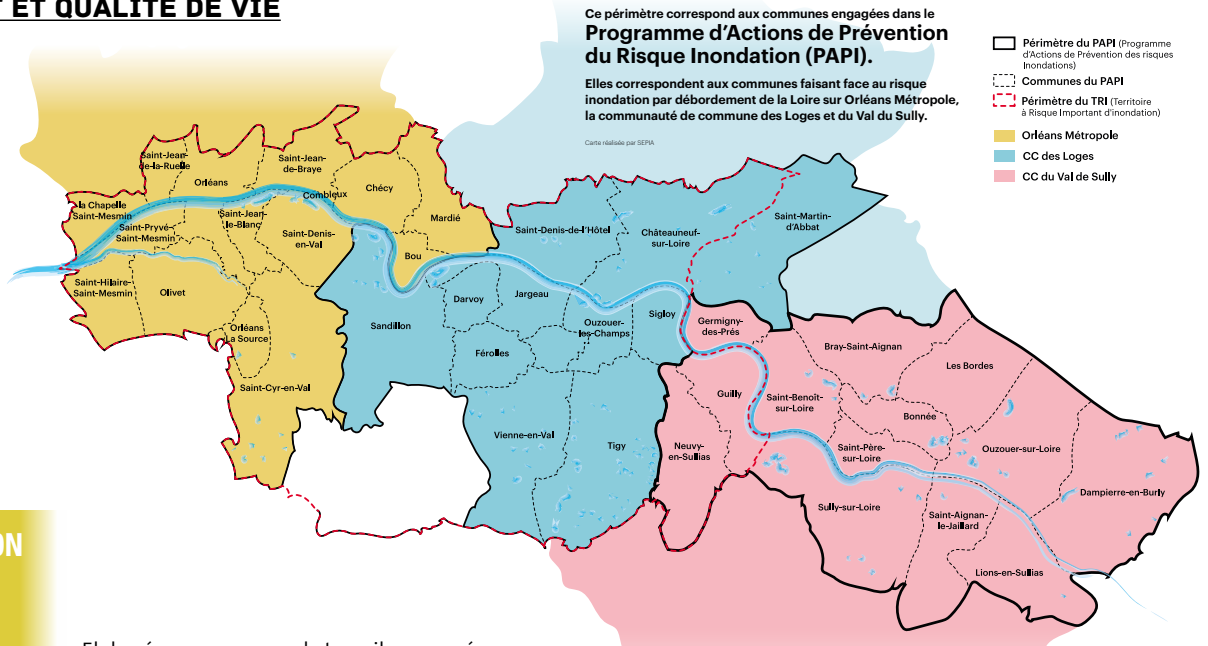 T ET QUALITÉ DE VIE
Ce périmètre correspond aux communes engagées dans le
Programme d'Actions de Prévention
du Risque Inondation (PAPI).
Elles correspondent aux communes faisant face au risque
inondation par débordement de la Loire sur Orléans Métropole,
la communauté de commune des Loges et du Val du Sully.
Carte réalisée par SEPIA
Périmètre du PAPI (Programme
d'Actions de Prévention des risques
Inondations)
Communes du PAPI
Périmètre du TRI (Territoire
à Risque Important d'inondation)
Orléans Métropole
CC des Loges
CC du Val de Sully
Saint-Jean-
de-la-Ruelle
Orléans
Saint-Jean-
de-Braye
Combleux
Chécy
Mardié
la Chapelle
Saint-Mesmin
Saint-Pryvé-
Saint-Mesmin
Saint-Jean-
le-Blanc
Saint-Denis-
en-Val
Bou
Saint-Hilaire-
Saint-Mesmin
Olivet
Orléans
La Source
Saint-Cyr-en-Val
Saint-Denis-de-l'Hôtel
Châteauneuf-
sur-Loire
Saint-Martin-
d'Abbat
Sandillon
Darvoy
Jargeau
Férolles
Ouzouer-
les-Champs
Sigloy
Vienne-en-Val
Tigy
Germigny-
des-Prés
Bray-Saint-Aignan
Les Bordes
Guilly
Saint-Benoît-
sur-Loire
Bonnée
Neuvy-
en-Sullias
Saint-Père-
sur-Loire
Ouzouer-sur-Loire
Dampierre-en-Burly
Sully-sur-Loire
Saint-Aignan-
le-Jaillard
Lions-en-Sullias
ON